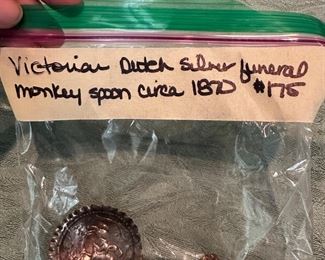 Victorian Dutch silver funeral
monkey spoon circa 1870 $175